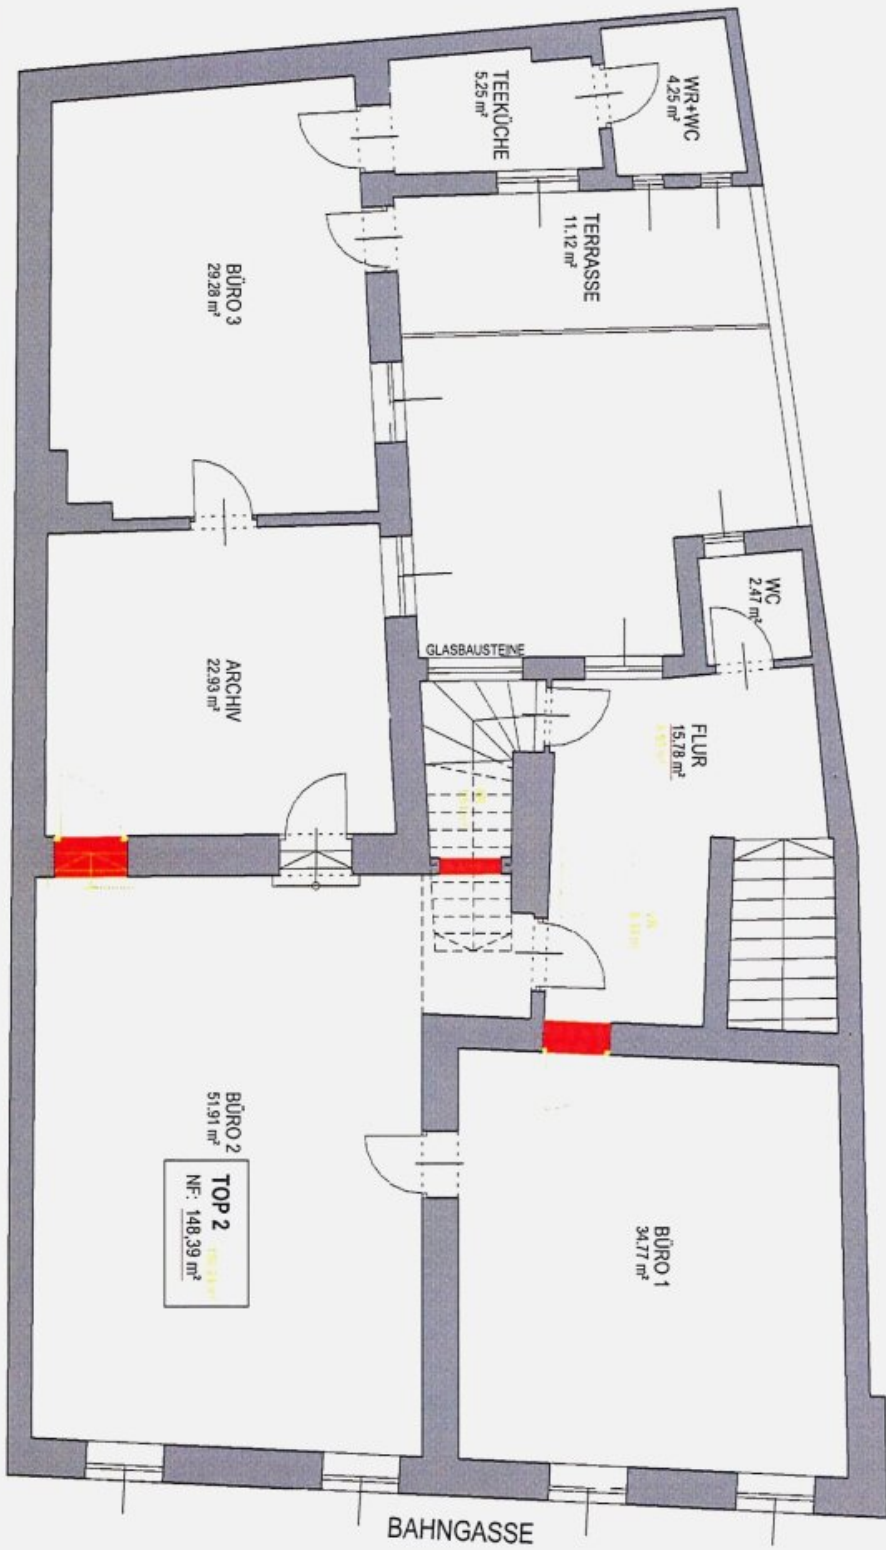 WR+WC
4.25 m²
TEEKÜCHE
5.25 m²
TERRASSE
11.12 m²
BÜRO 3
29.28 m²
WC
2.47 m²
GLASBAUSTEINE
ARCHIV
22.93 m²
FLUR
15,78 m²
BÜRO 2
51.91 m²
TOP 2
NF: 148,39 m²
BÜRO 1
34.77 m²
BAHNGASSE